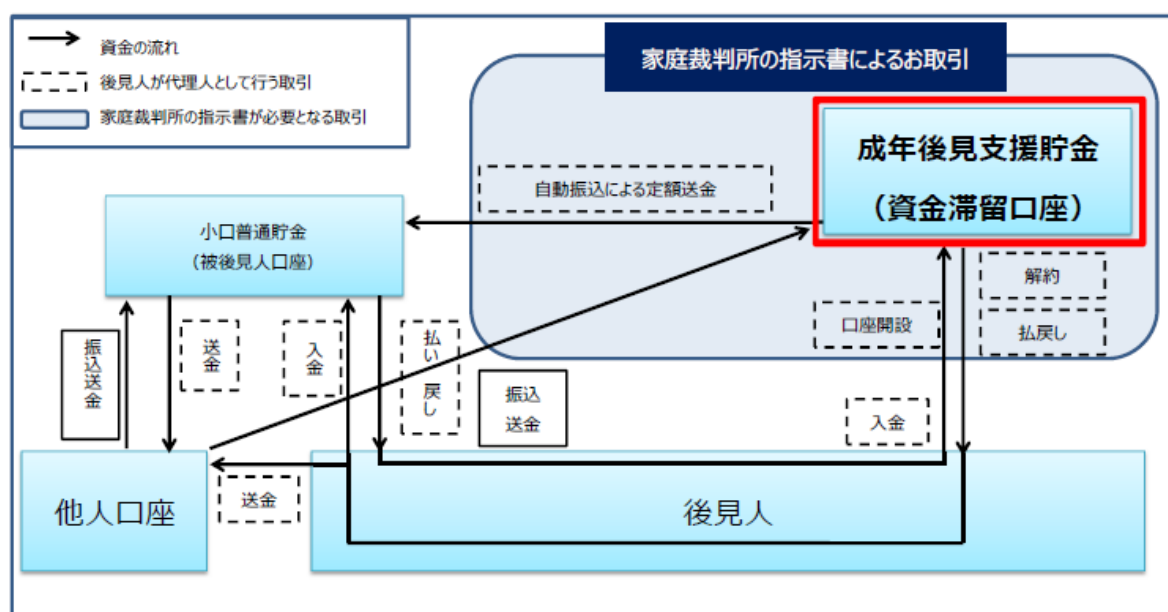 資金の流れ
後見人が代理人として行う取引
家庭裁判所の指示書が必要となる取引
家庭裁判所の指示書によるお取引
成年後見支援貯金
（資金滞留口座）
自動振込による定額送金
小口普通貯金
（被後見人口座）
解約
口座開設
払戻し
振込送金
送金
入金
払い戻し
振込
送金
入金
送金
他人口座
後見人